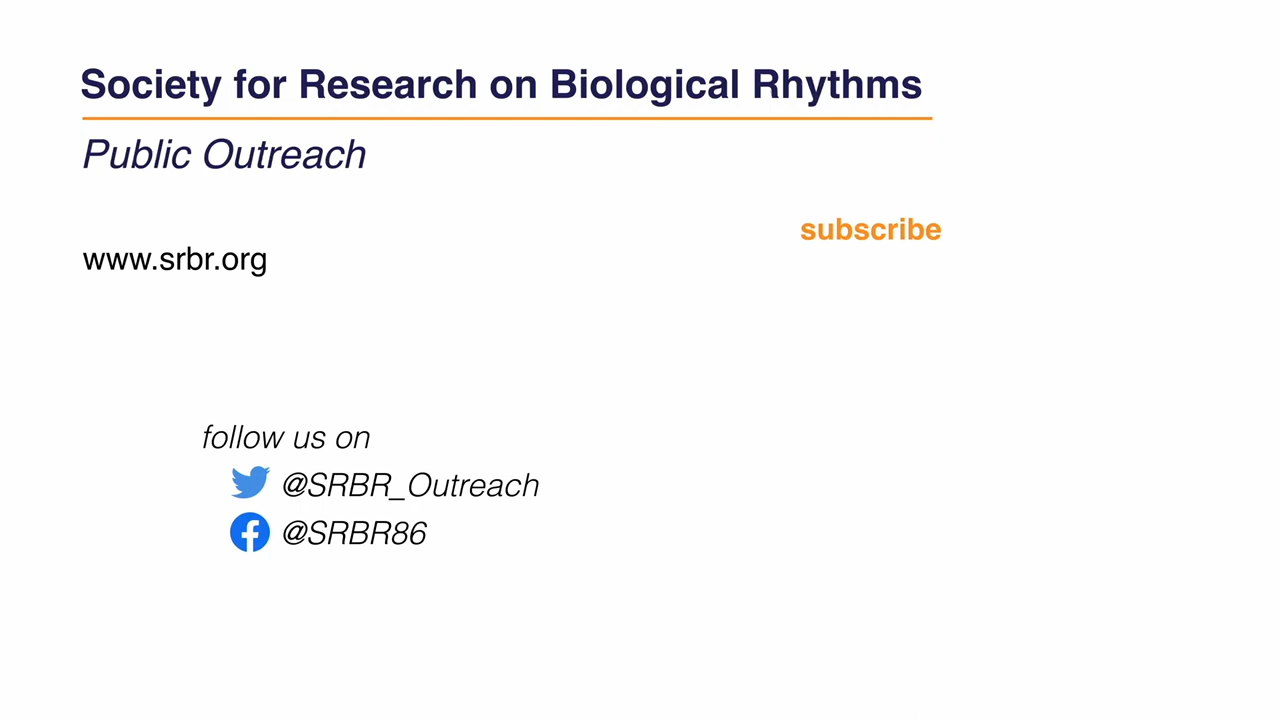 Society for Research on Biological Rhythms
Public Outreach
subscribe
www.srbr.org
follow us on
@SRBR_Outreach
@SRBR86